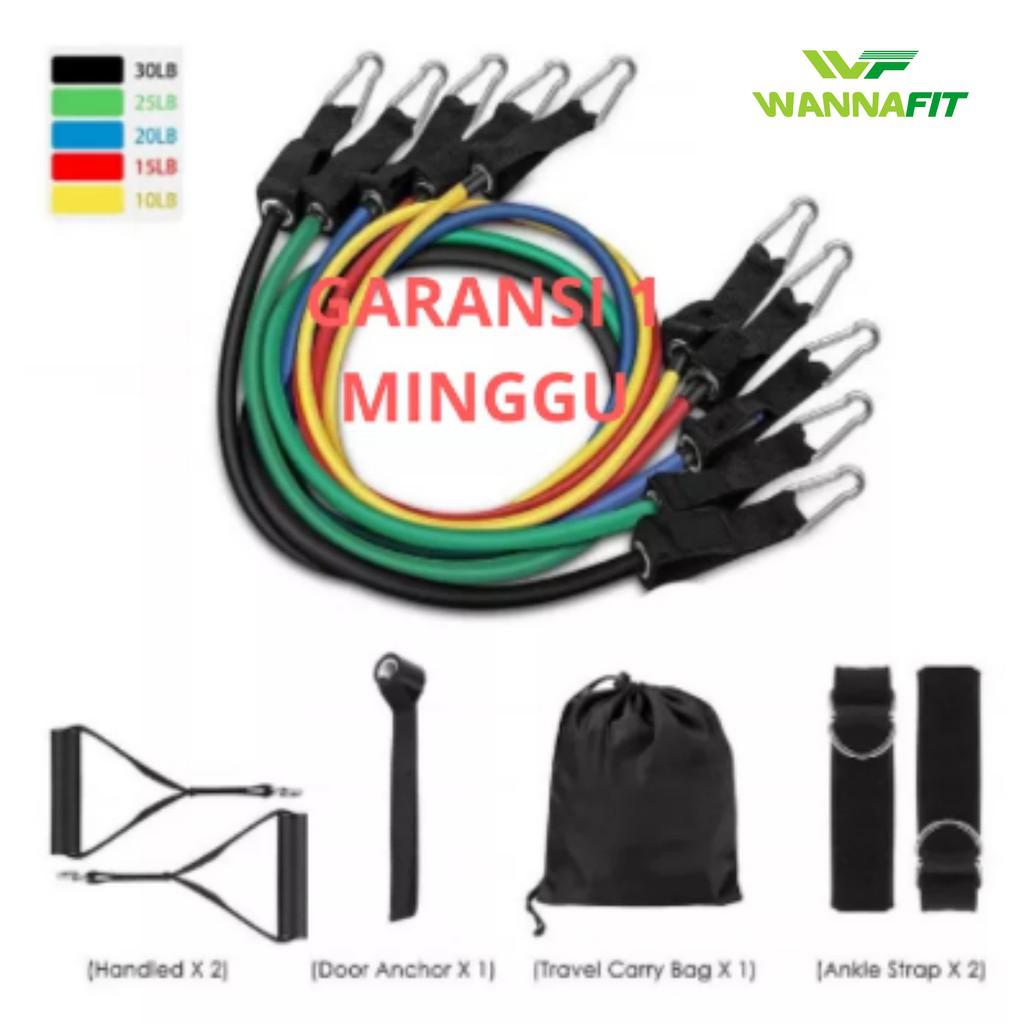 30LB
25LB
20LB
15LB
10LB
WANNAFIT
GARANSI 1
MINGGU
(Handled X 2)
(Door Anchor X 1)
(Travel Carry Bag X 1)
(Ankle Strap X 2)